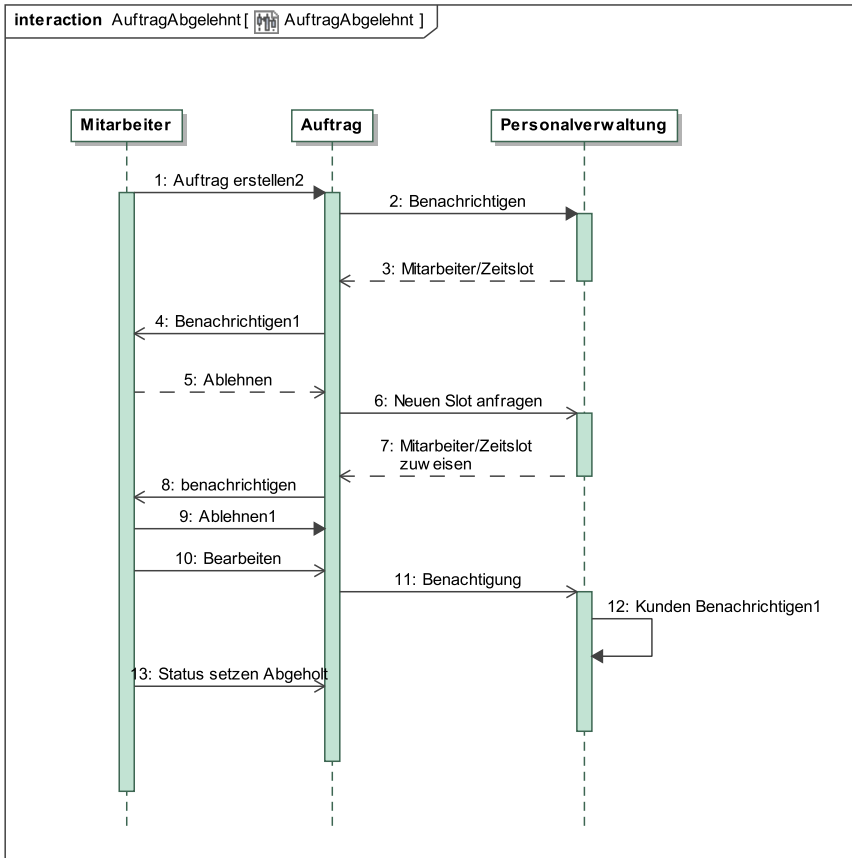 interaction AuftragAbgelehnt [ AuftragAbgelehnt ]
Mitarbeiter
Auftrag
Personalverwaltung
1: Auftrag erstellen2
2: Benachrichtigen
3: Mitarbeiter/Zeitslot
4: Benachrichtigen1
5: Ablehnen
6: Neuen Slot anfragen
7: Mitarbeiter/Zeitslot
zuweisen
8: benachrichtigen
9: Ablehnen1
10: Bearbeiten
11: Benachtigung
12: Kunden Benachrichtigen1
13: Status setzen Abgeholt